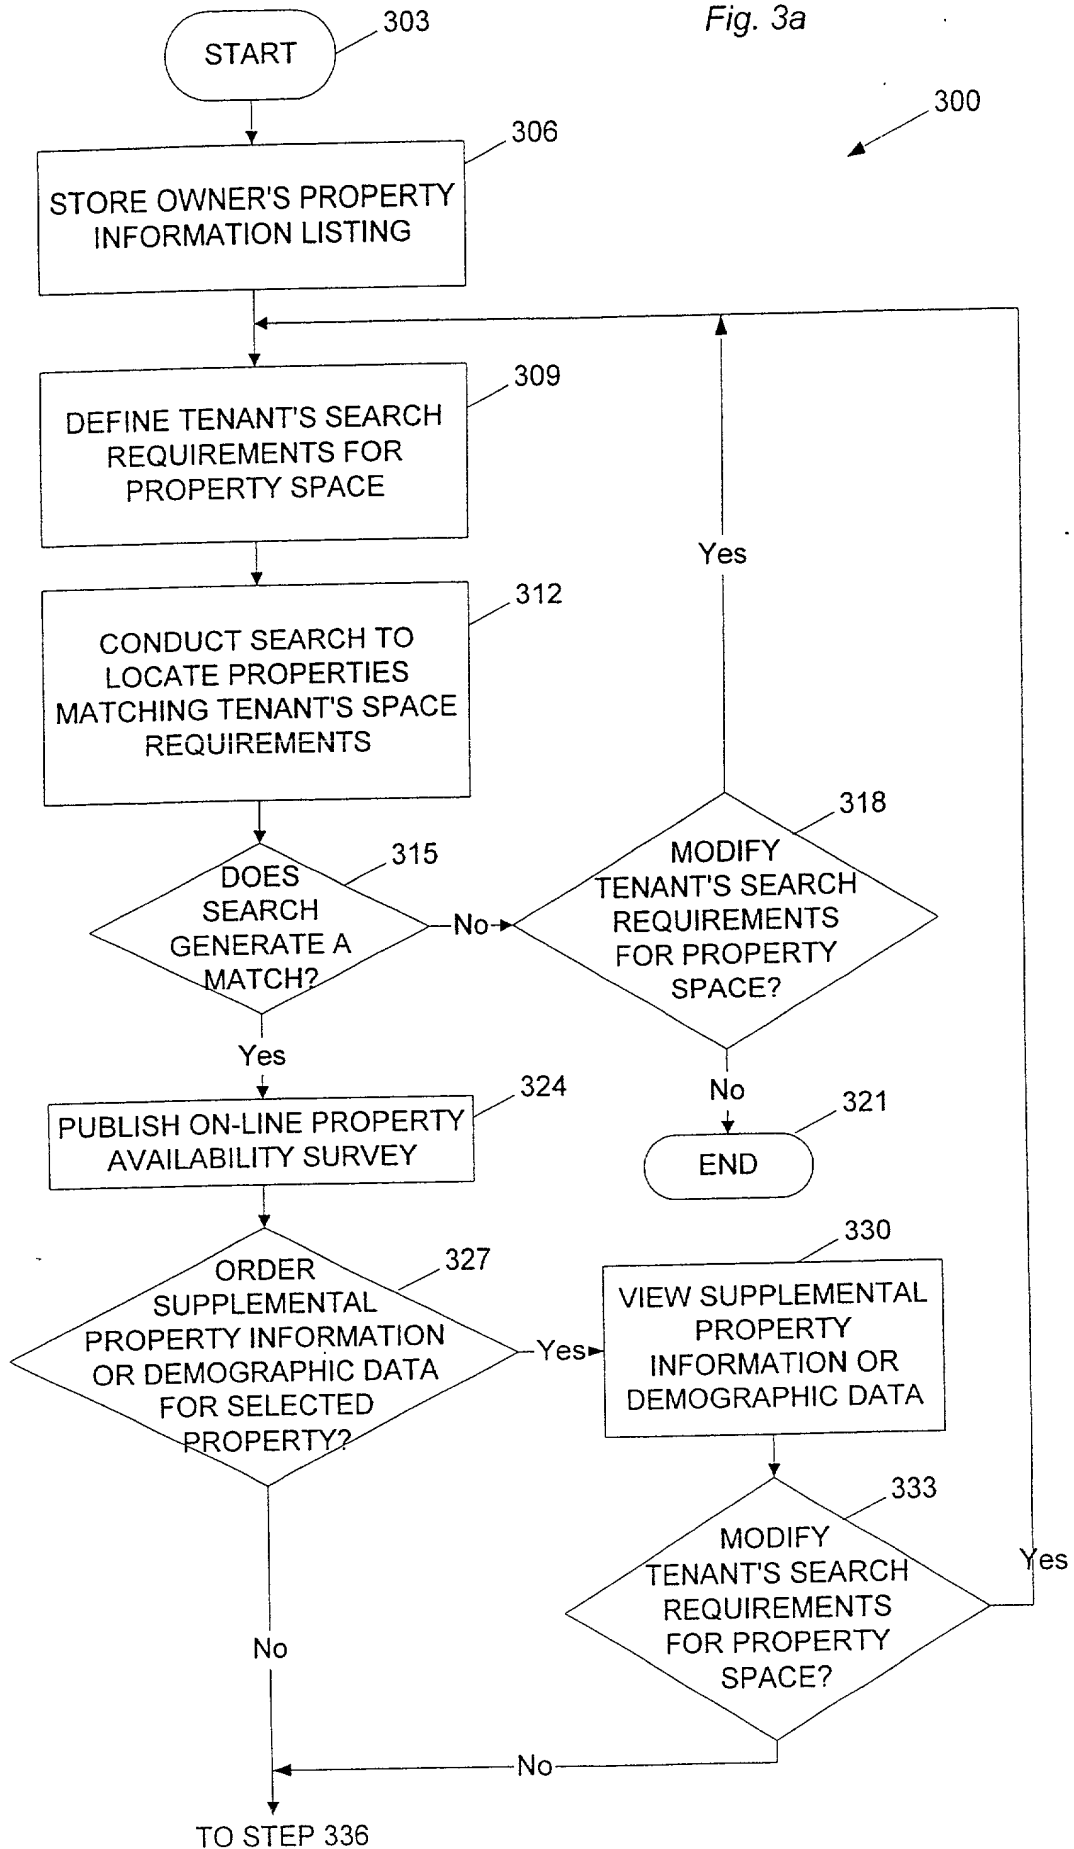 Fig. 3a
303
START
300
306
STORE OWNER'S PROPERTY
INFORMATION LISTING
309
DEFINE TENANT'S SEARCH
REQUIREMENTS FOR
PROPERTY SPACE
Yes
312
CONDUCT SEARCH TO
LOCATE PROPERTIES
MATCHING TENANT'S SPACE
REQUIREMENTS
315
DOES
SEARCH
GENERATE A
MATCH?
No
318
MODIFY
TENANT'S SEARCH
REQUIREMENTS
FOR PROPERTY
SPACE?
Yes
No
321
END
324
PUBLISH ON-LINE PROPERTY
AVAILABILITY SURVEY
327
ORDER
SUPPLEMENTAL
PROPERTY INFORMATION
OR DEMOGRAPHIC DATA
FOR SELECTED
PROPERTY?
Yes
330
VIEW SUPPLEMENTAL
PROPERTY
INFORMATION OR
DEMOGRAPHIC DATA
333
MODIFY
TENANT'S SEARCH
REQUIREMENTS
FOR PROPERTY
SPACE?
Yes
No
No
TO STEP 336